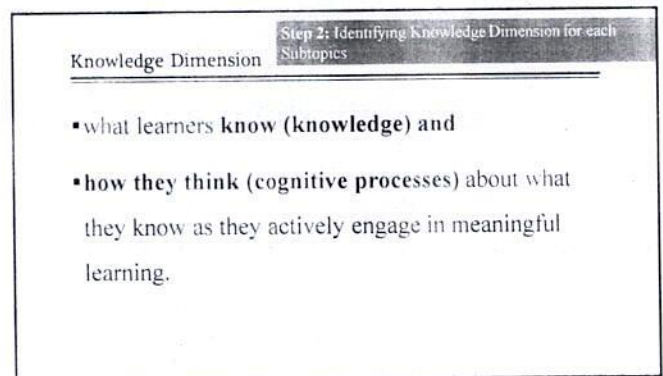 Step 2: Identifying Knowledge Dimension for each
Subtopics
Knowledge Dimension
▪what learners know (knowledge) and
▪how they think (cognitive processes) about what
they know as they actively engage in meaningful
learning.